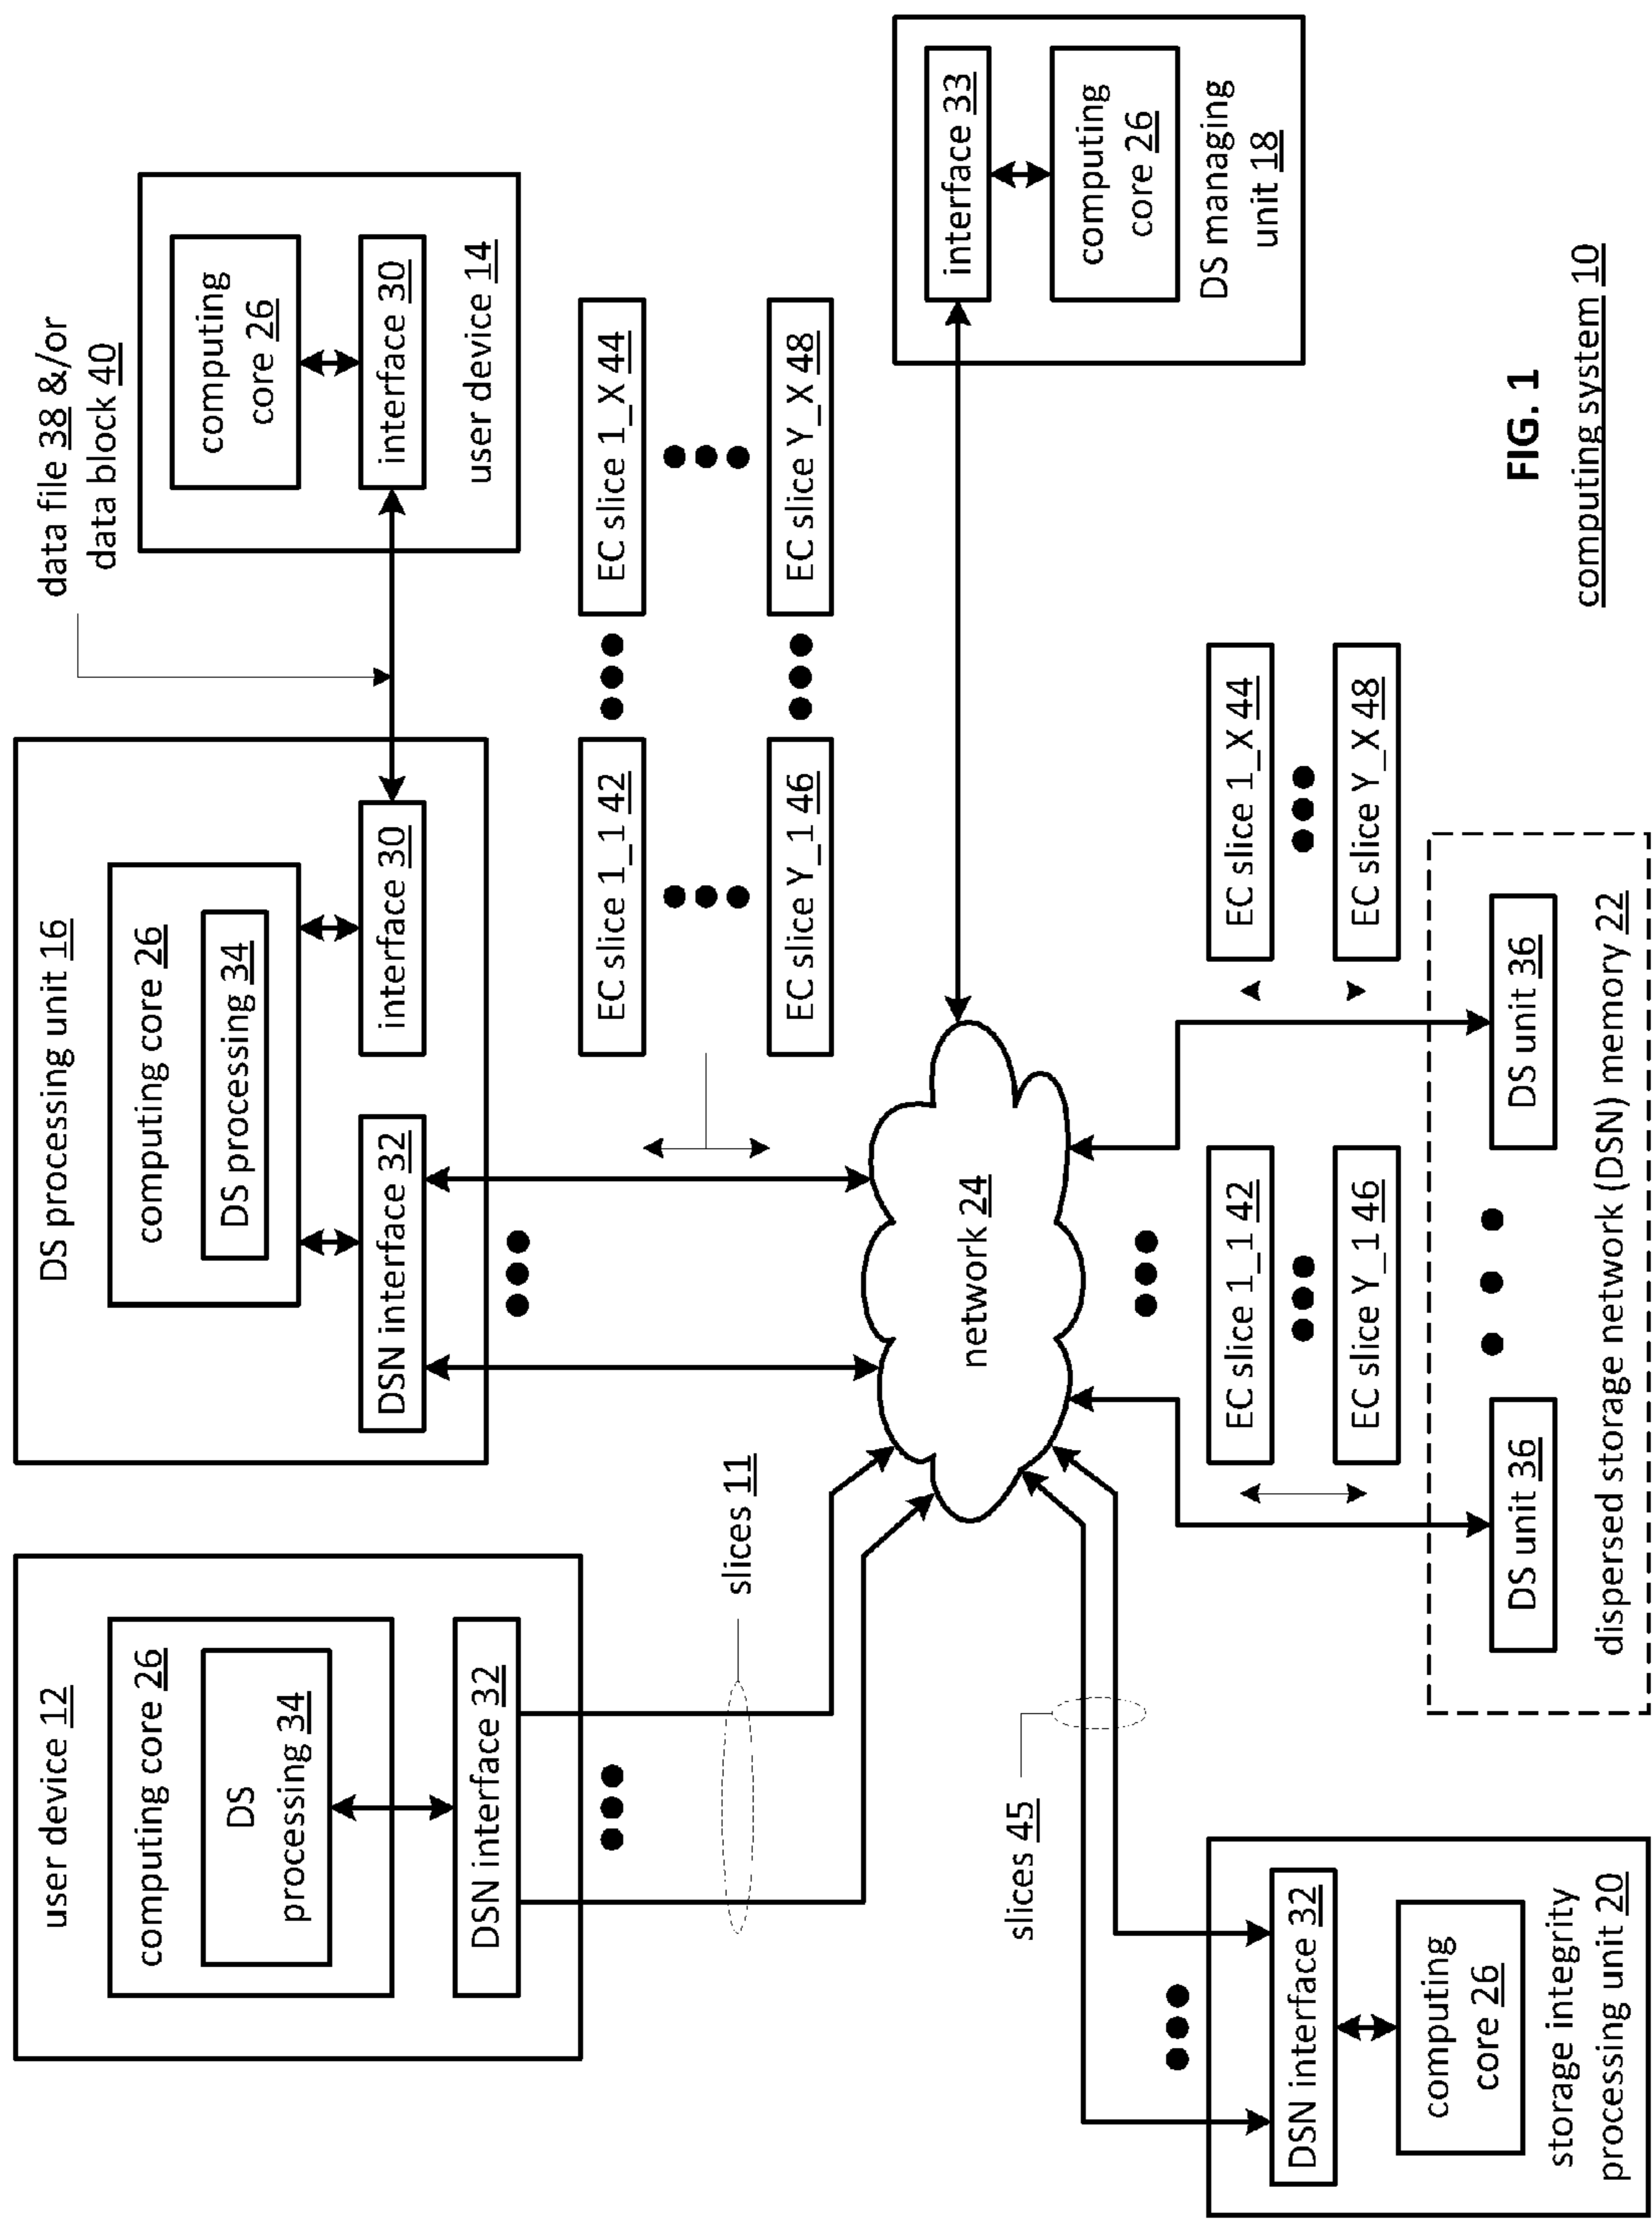 user device 12
computing core 26
DS
processing 34
DSN interface 32
slices 11
DS processing unit 16
computing core 26
DS processing 34
DSN interface 32
interface 30
data file 38 &/or
data block 40
computing
core 26
interface 30
user device 14
EC slice 1_1 42
EC slice 1_X 44
EC slice Y_1 46
EC slice Y_X 48
network 24
interface 33
computing
core 26
DS managing
unit 18
slices 45
DSN interface 32
computing
core 26
storage integrity
processing unit 20
EC slice 1_1 42
EC slice Y_1 46
EC slice 1_X 44
EC slice Y_X 48
DS unit 36
DS unit 36
dispersed storage network (DSN) memory 22
FIG. 1
computing system 10